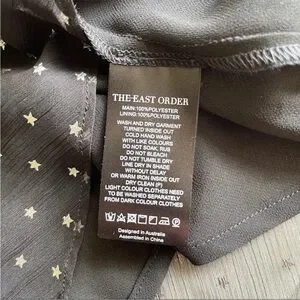 THE EAST ORDER
MAIN:100%POLYESTER
LINING:100%POLYESTER
WASH AND DRY GARMENT
TURNED INSIDE OUT
COLD HAND WASH
WITH LIKE COLOURS
DO NOT SOAK, RUB
DO NOT BLEACH
DO NOT TUMBLE DRY
LINE DRY IN SHADE
WITHOUT DELAY
OR WARM IRON INSIDE OUT
DRY CLEAN (P)
LIGHT COLOUR CLOTHES NEED
TO BE WASHED SEPARATELY
FROM DARK COLOUR CLOTHES
Designed in Australia
Assembled in China